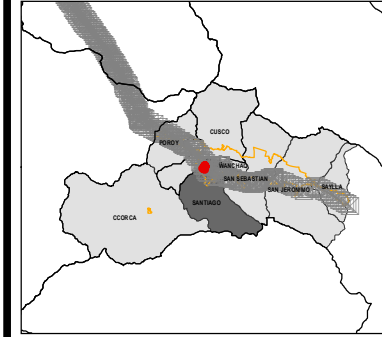 CUSCO
POROY
WANCHAQ
SAN SEBASTIAN
SAN JERONIMO
SAYLLA
SANTIAGO
CCORCA